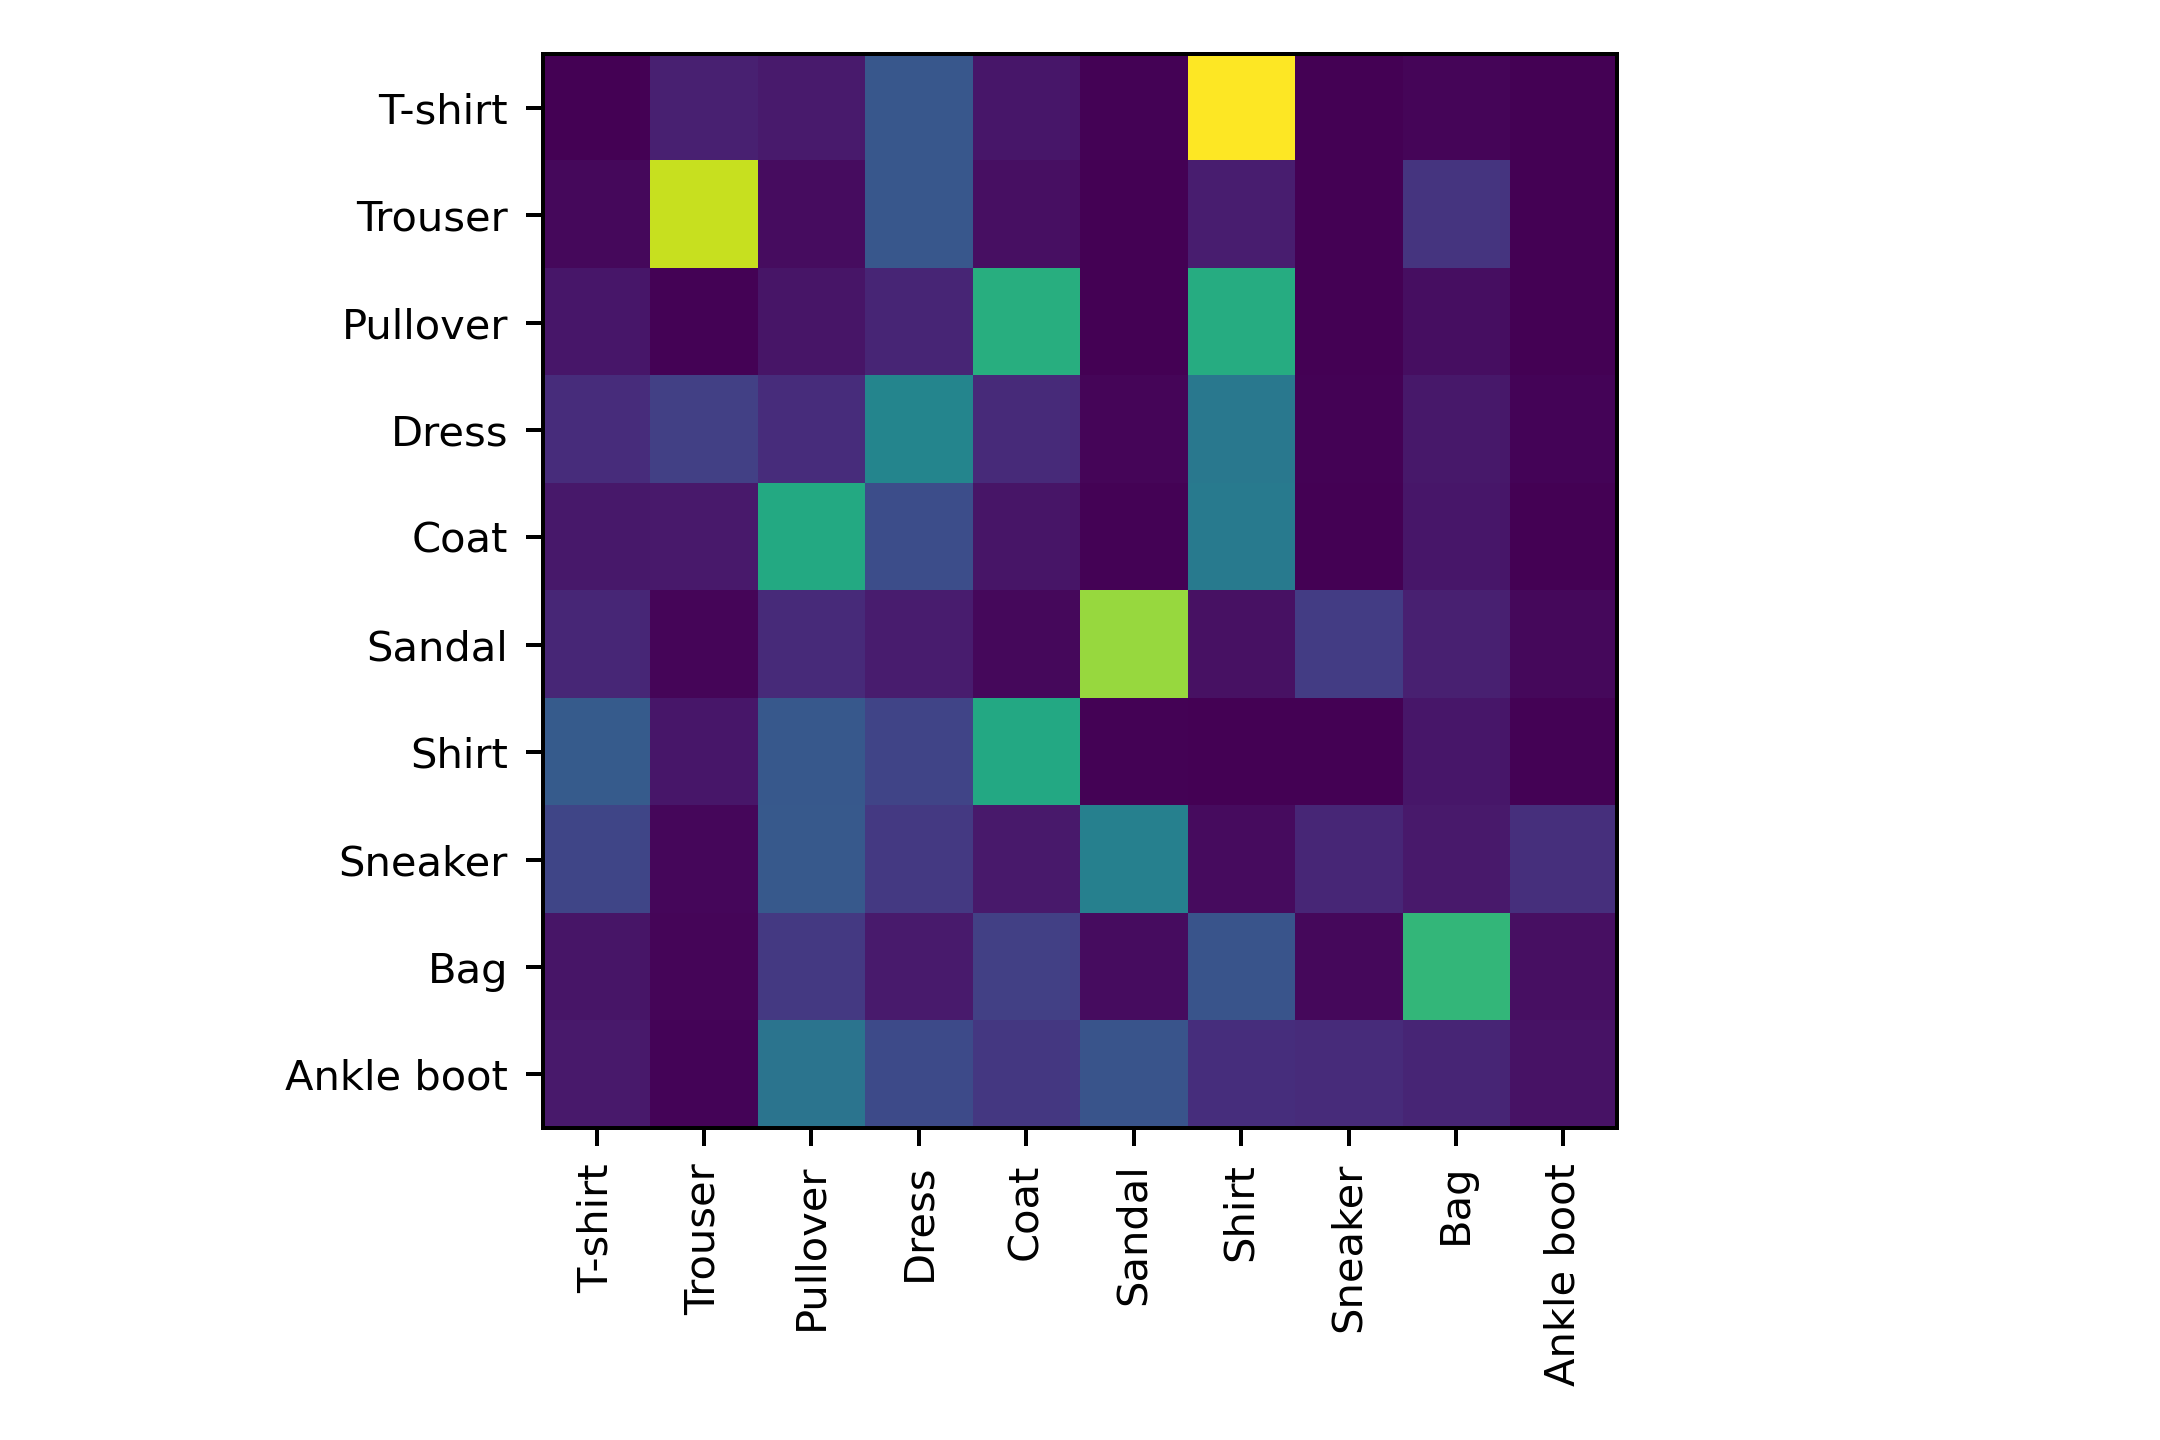 T-shirt
Trouser
Pullover
Dress
Coat
Sandal
Shirt
Sneaker
Bag
Ankle boot
T-shirt
Trouser
Pullover
Dress
Coat
Sandal
Shirt
Sneaker
Bag
Ankle boot